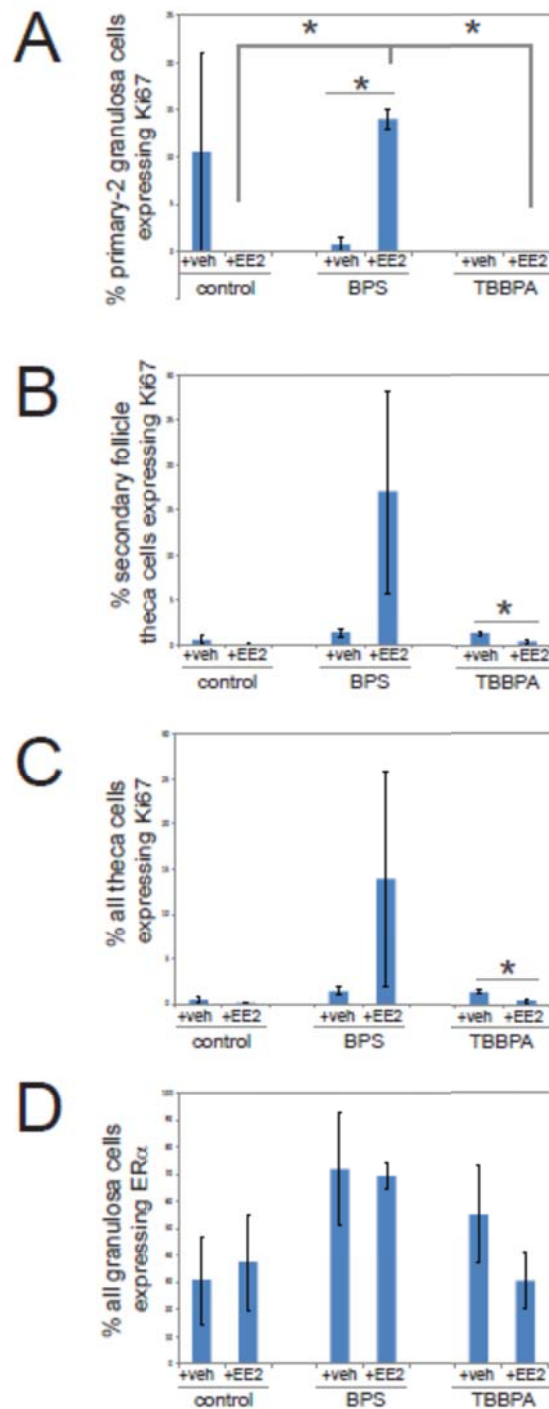 A
% primary-2 granulosa cells
expressing Ki67
*
*
*
+veh +EE2 +veh +EE2 +veh +EE2
control BPS TBBPA
B
% secondary follicle
theca cells expressing Ki67
*
+veh +EE2 +veh +EE2 +veh +EE2
control BPS TBBPA
C
% all theca cells
expressing Ki67
*
+veh +EE2 +veh +EE2 +veh +EE2
control BPS TBBPA
D
% all granulosa cells
expressing ERα
+veh +EE2 +veh +EE2 +veh +EE2
control BPS TBBPA